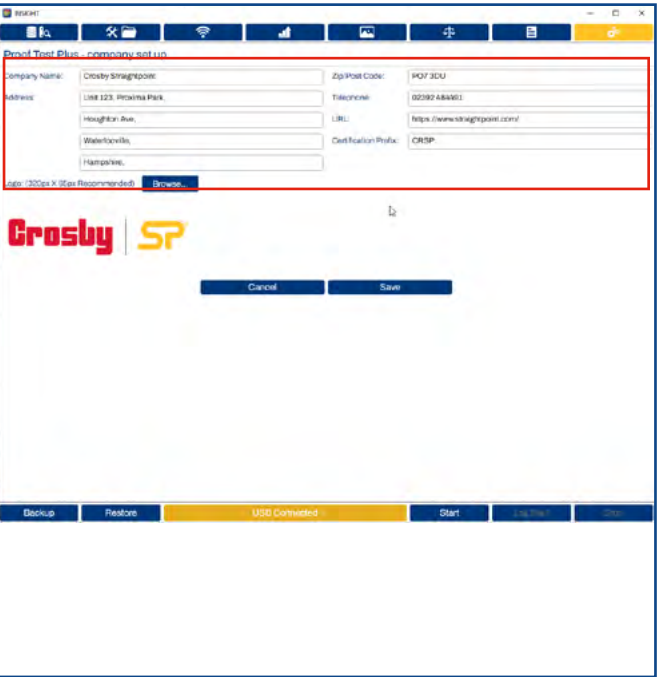 INSIGHT
Proof Test Plus - company set up
Company Name: Crosby Straightpoint Zip/Post Code: PO7 3DU
Address: Unit 123, Proxima Park, Telephone:
Houghton Ave, URL: https://www.straightpoint.com/
Waterlooville, Certification Prefix: CRSP
Hampshire,
Logo: (320px X 95px Recommended) Browse...
Crosby SP
Cancel Save
Backup Restore USB Connected Start Log Start Stop